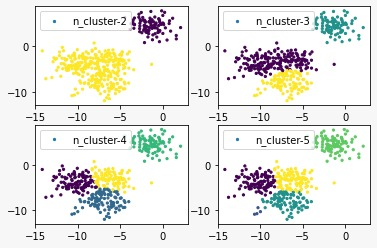 n_cluster-2
n_cluster-3
0
−10
−15 −10 −5 0
0
−10
−15 −10 −5 0
n_cluster-4
n_cluster-5
0
−10
−15 −10 −5 0
0
−10
−15 −10 −5 0